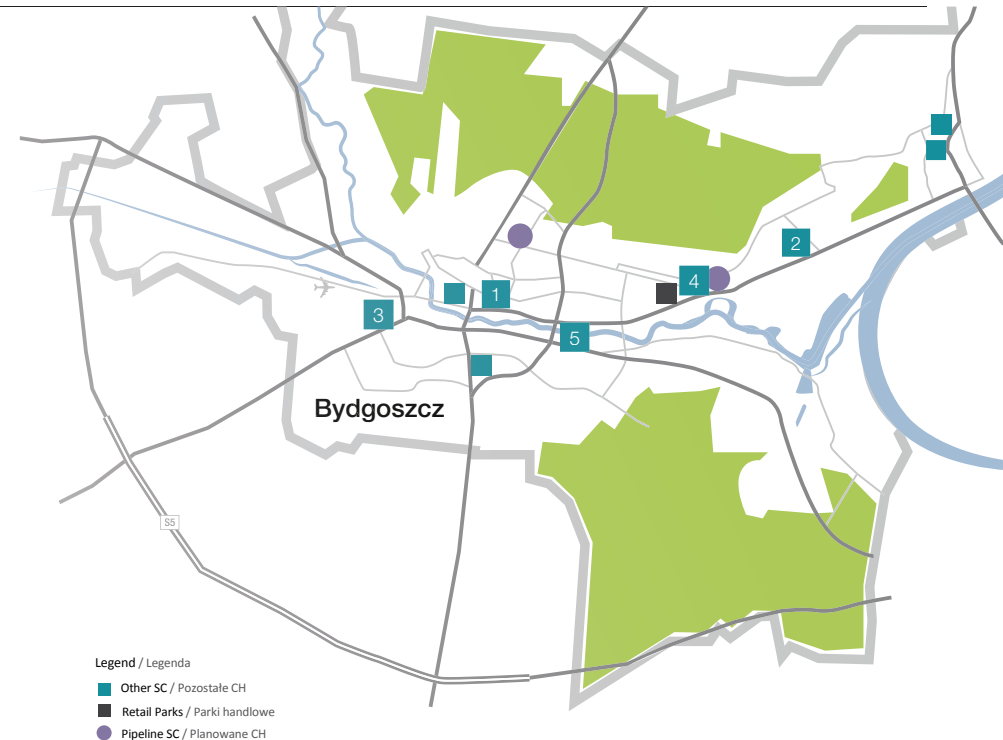 2
4
1
3
5
Bydgoszcz
S5
Legend / Legenda
Other SC / Pozostałe CH
Retail Parks / Parki handlowe
Pipeline SC / Planowane CH